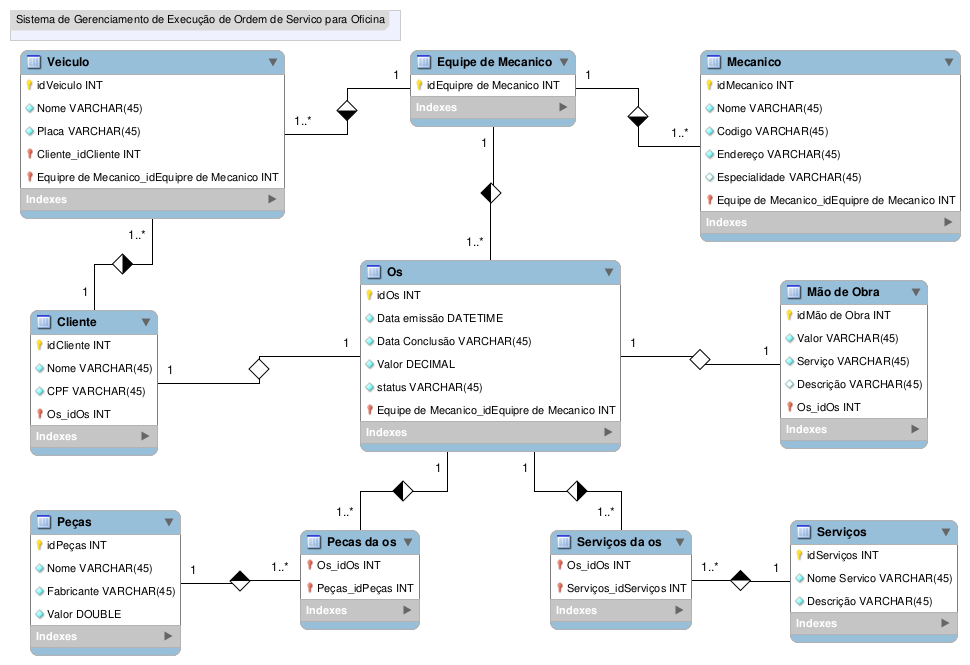 Sistema de Gerenciamento de Execução de Ordem de Servico para Oficina
Veiculo
idVeiculo INT
Nome VARCHAR(45)
Placa VARCHAR(45)
Cliente_idCliente INT
Equipre de Mecanico_idEquipre de Mecanico INT
Indexes
1..*
1
Equipe de Mecanico
idEquipre de Mecanico INT
Indexes
1
1..*
Mecanico
idMecanico INT
Nome VARCHAR(45)
Codigo VARCHAR(45)
Endereço VARCHAR(45)
Especialidade VARCHAR(45)
Equipe de Mecanico_idEquipre de Mecanico INT
Indexes
1
1..*
1..*
1
Cliente
idCliente INT
Nome VARCHAR(45)
CPF VARCHAR(45)
Os_idOs INT
Indexes
1
1
Os
idOs INT
Data emissão DATETIME
Data Conclusão VARCHAR(45)
Valor DECIMAL
status VARCHAR(45)
Equipe de Mecanico_idEquipe de Mecanico INT
Indexes
1
1
Mão de Obra
idMão de Obra INT
Valor VARCHAR(45)
Serviço VARCHAR(45)
Descrição VARCHAR(45)
Os_idOs INT
Indexes
1
1..*
1
1..*
Peças
idPeças INT
Nome VARCHAR(45)
Fabricante VARCHAR(45)
Valor DOUBLE
Indexes
1
1..*
Pecas da os
Os_idOs INT
Peças_idPeças INT
Indexes
Serviços da os
Os_idOs INT
Serviços_idServiços INT
Indexes
1..*
1
Serviços
idServiços INT
Nome Servico VARCHAR(45)
Descrição VARCHAR(45)
Indexes